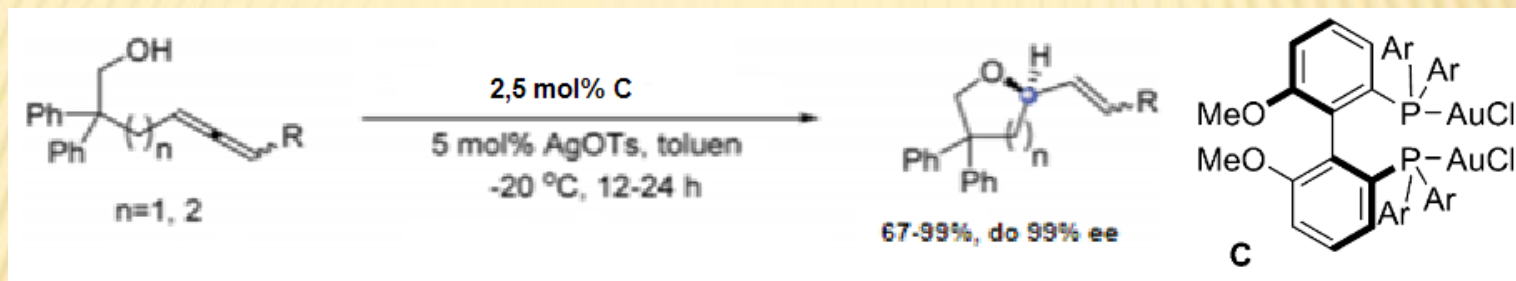 OH
Ph
Ph
( )n
R
n=1, 2
2,5 mol% C
5 mol% AgOTs, toluen
-20 °C, 12-24 h
H
O
R
( )n
Ph
Ph
67-99%, do 99% ee
Ar
Ar
MeO
P
AuCl
MeO
P
AuCl
Ar
Ar
C